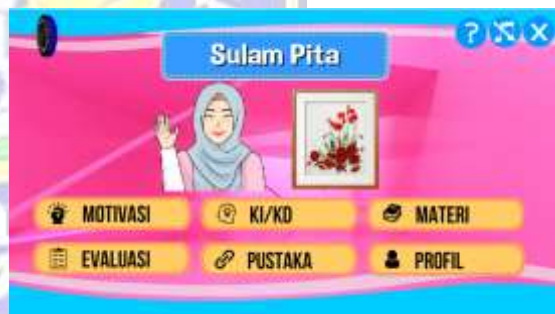 Sulam Pita
?
X
MOTIVASI
KI/KD
MATERI
EVALUASI
PUSTAKA
PROFIL